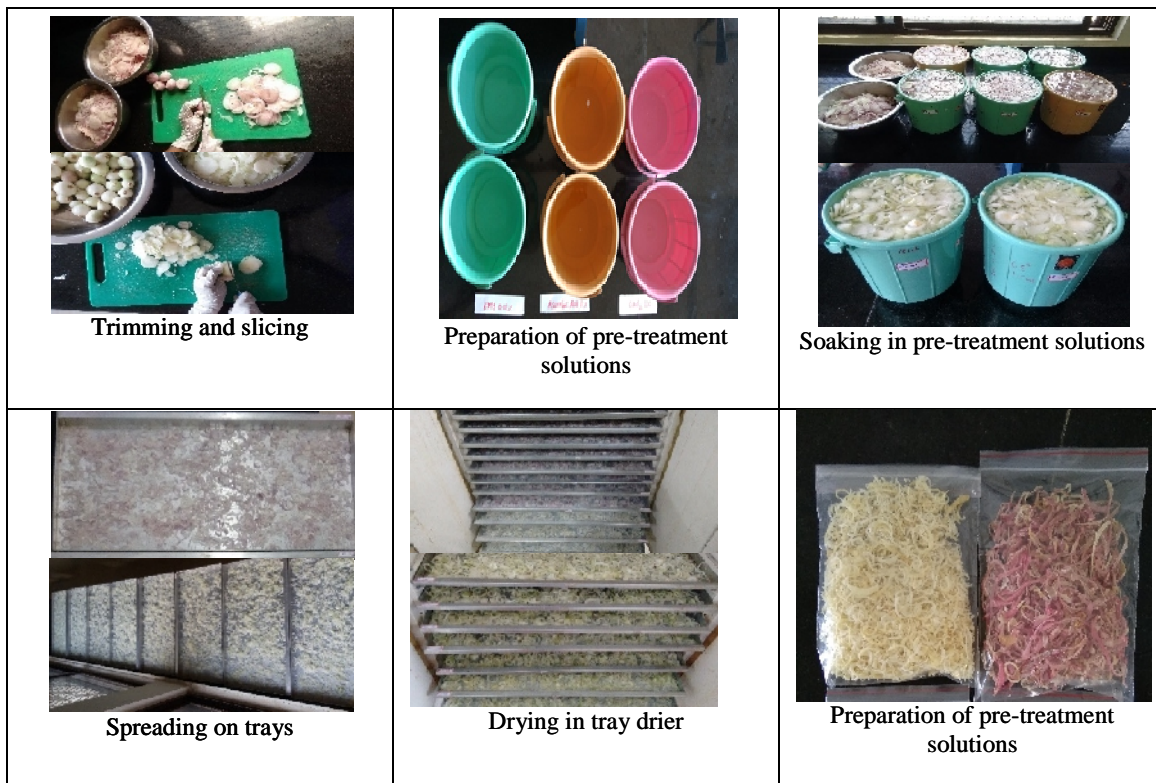 Trimming and slicing
Preparation of pre-treatment
solutions
Soaking in pre-treatment solutions
Spreading on trays
Drying in tray drier
Preparation of pre-treatment
solutions